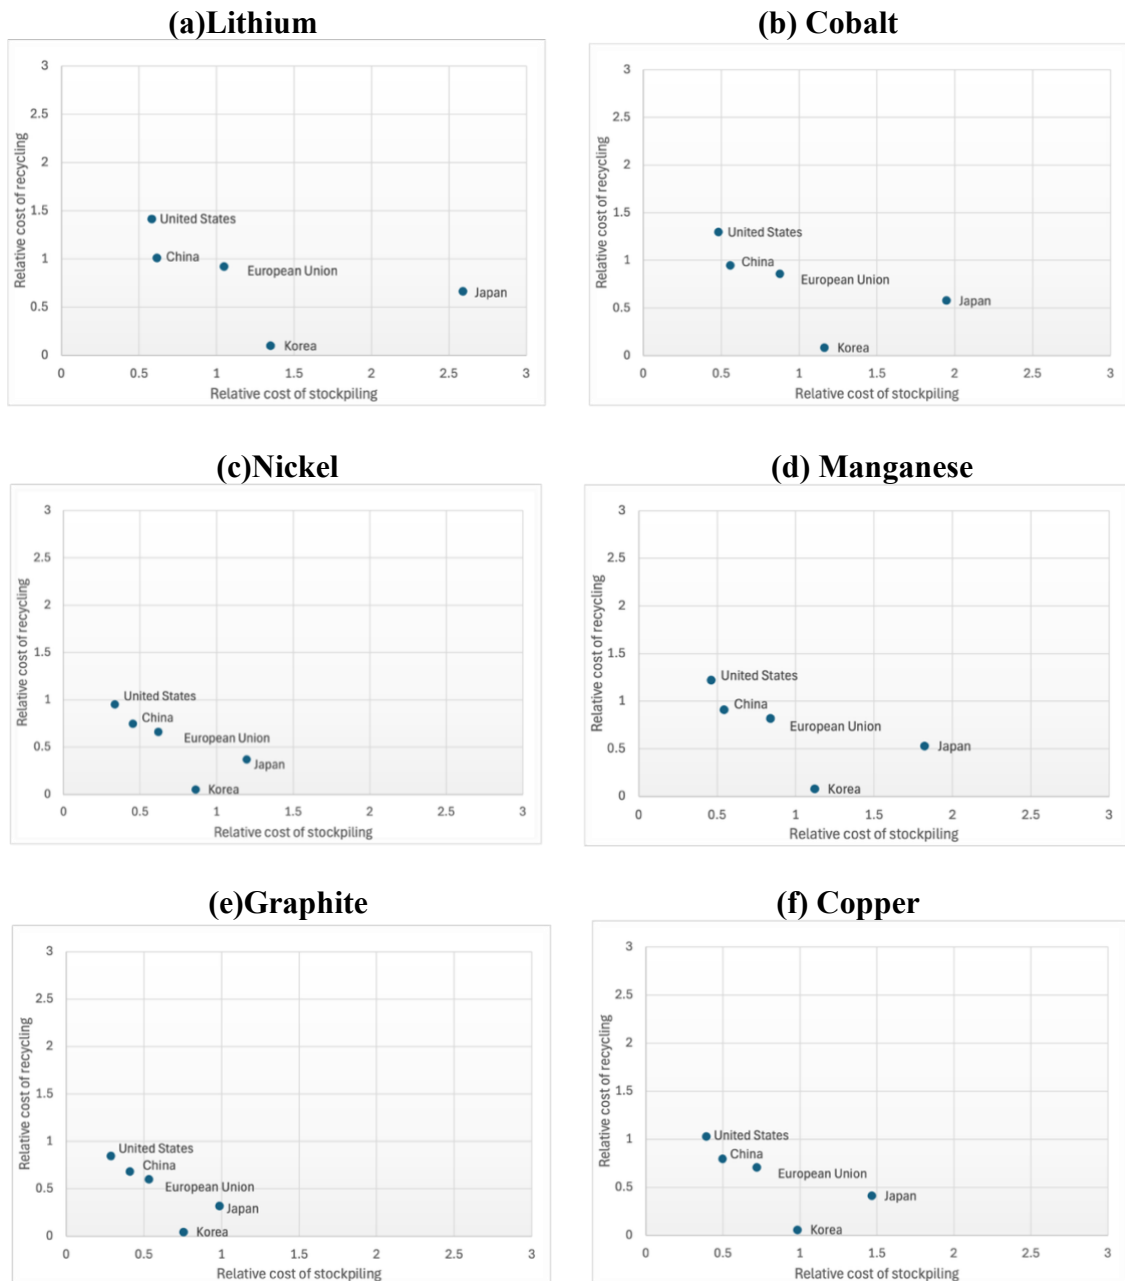 (a)Lithium
3
2.5
2
1.5
1
0.5
0
Relative cost of recycling
United States
China
European Union
Japan
Korea
0 0.5 1 1.5 2 2.5 3
Relative cost of stockpiling
(b) Cobalt
3
2.5
2
1.5
1
0.5
0
Relative cost of recycling
United States
China
European Union
Japan
Korea
0 0.5 1 1.5 2 2.5 3
Relative cost of stockpiling
(c)Nickel
3
2.5
2
1.5
1
0.5
0
Relative cost of recycling
United States
China
European Union
Japan
Korea
0 0.5 1 1.5 2 2.5 3
Relative cost of stockpiling
(d) Manganese
3
2.5
2
1.5
1
0.5
0
Relative cost of recycling
United States
China
European Union
Japan
Korea
0 0.5 1 1.5 2 2.5 3
Relative cost of stockpiling
(e)Graphite
3
2.5
2
1.5
1
0.5
0
Relative cost of recycling
United States
China
European Union
Japan
Korea
0 0.5 1 1.5 2 2.5 3
Relative cost of stockpiling
(f) Copper
3
2.5
2
1.5
1
0.5
0
Relative cost of recycling
United States
China
European Union
Japan
Korea
0 0.5 1 1.5 2 2.5 3
Relative cost of stockpiling